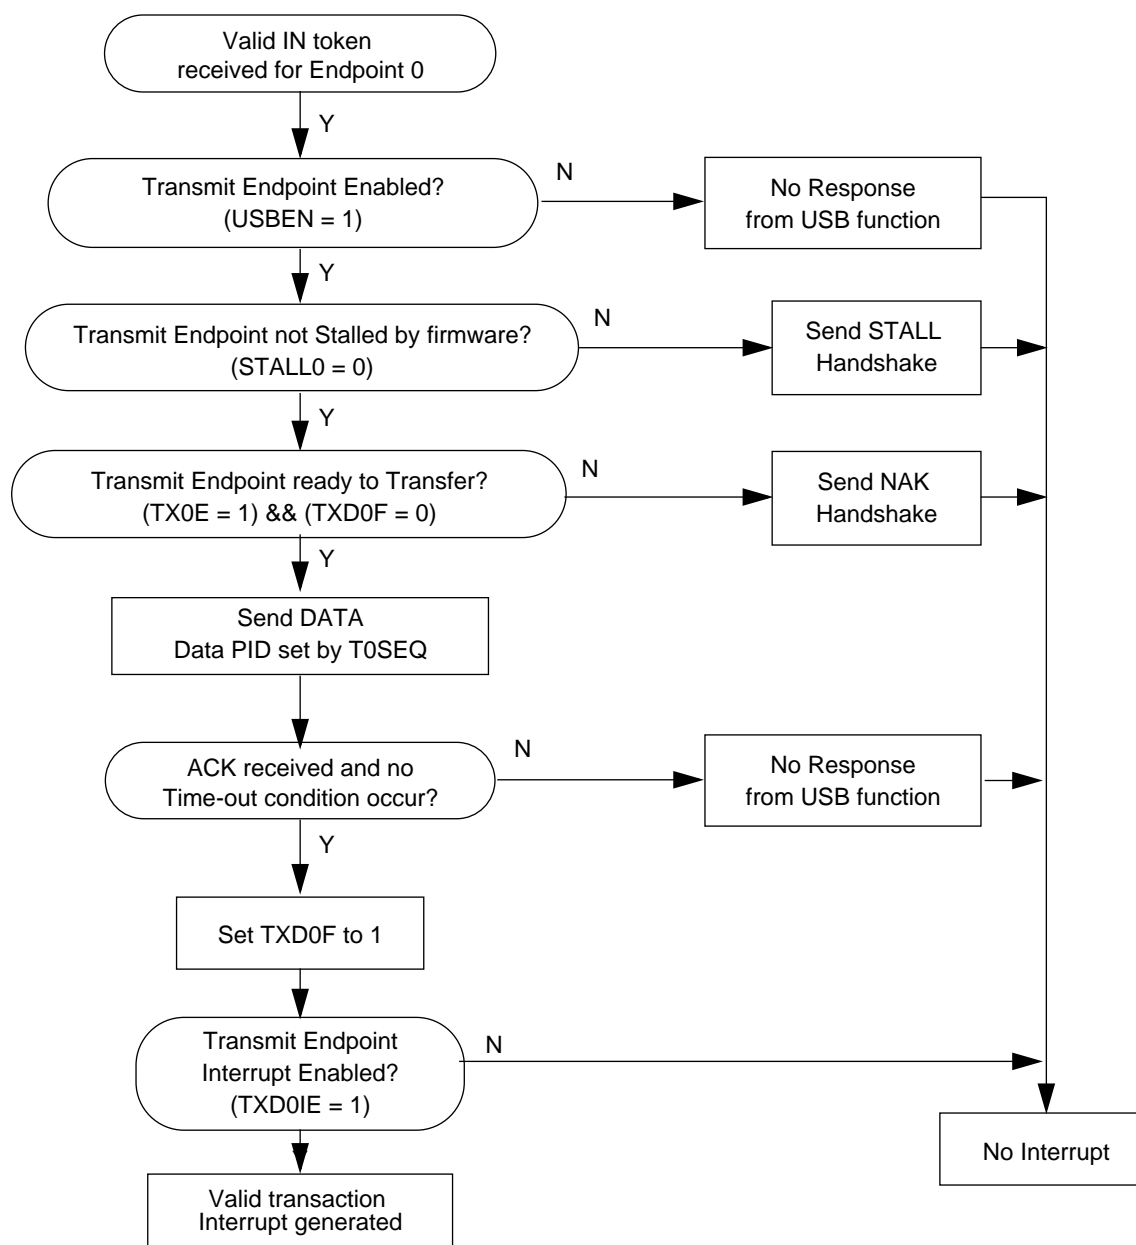 Valid IN token
received for Endpoint 0
Y
Transmit Endpoint Enabled?
(USBEN = 1)
N
No Response
from USB function
Y
Transmit Endpoint not Stalled by firmware?
(STALL0 = 0)
N
Send STALL
Handshake
Y
Transmit Endpoint ready to Transfer?
(TX0E = 1) && (TXD0F = 0)
N
Send NAK
Handshake
Y
Send DATA
Data PID set by T0SEQ
ACK received and no
Time-out condition occur?
N
No Response
from USB function
Y
Set TXD0F to 1
Transmit Endpoint
Interrupt Enabled?
(TXD0IE = 1)
N
No Interrupt
Valid transaction
Interrupt generated